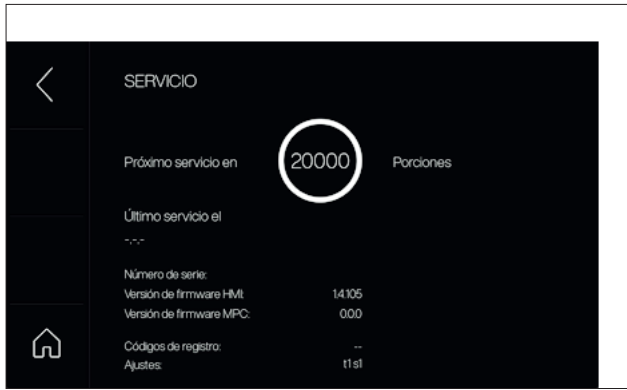 SERVICIO
Próximo servicio en 20000 Porciones
Último servicio el
-.-.-
Número de serie:
Versión de firmware HMI: 1.4.105
Versión de firmware MPC: 0.0.0
Códigos de registro: --
Ajustes: t1 s1